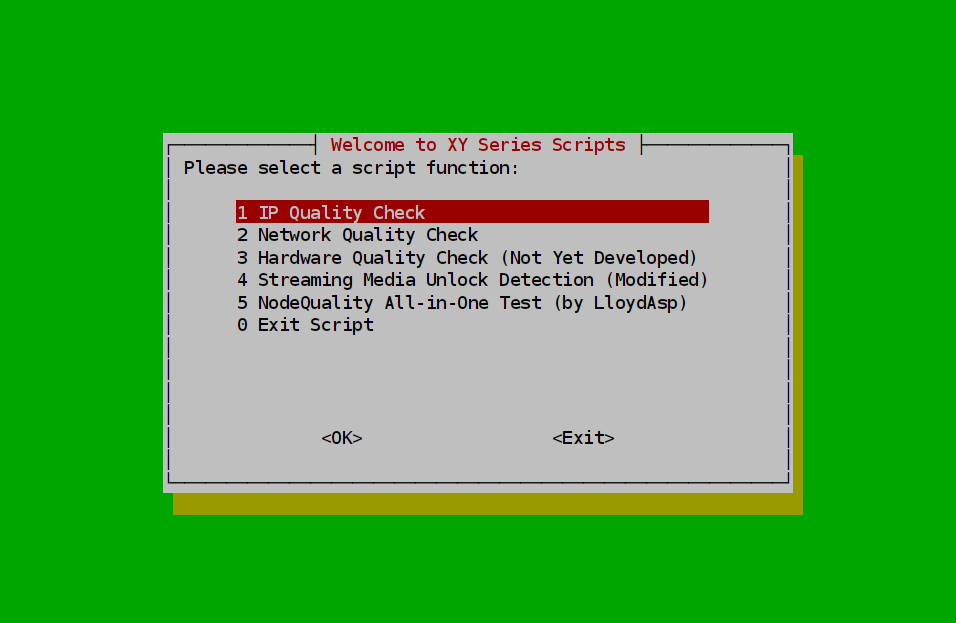 Welcome to XY Series Scripts
Please select a script function:
1 IP Quality Check
2 Network Quality Check
3 Hardware Quality Check (Not Yet Developed)
4 Streaming Media Unlock Detection (Modified)
5 NodeQuality All-in-One Test (by LloydAsp)
0 Exit Script
<OK> <Exit>